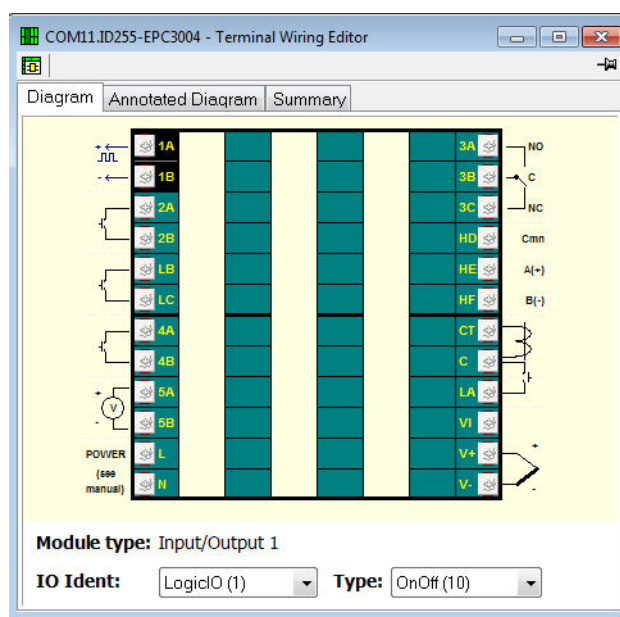 COM11.ID255-EPC3004 - Terminal Wiring Editor
Diagram Annotated Diagram Summary
1A 3A NO
1B 3B C
2A 3C NC
2B HD Cmn
LB HE A(+)
LC HF B(-)
4A CT
4B C
+ 5A LA
V
- 5B VI
POWER L V+ +
(see manual) N V- -
Module type: Input/Output 1
IO Ident: LogicIO (1) Type: OnOff (10)